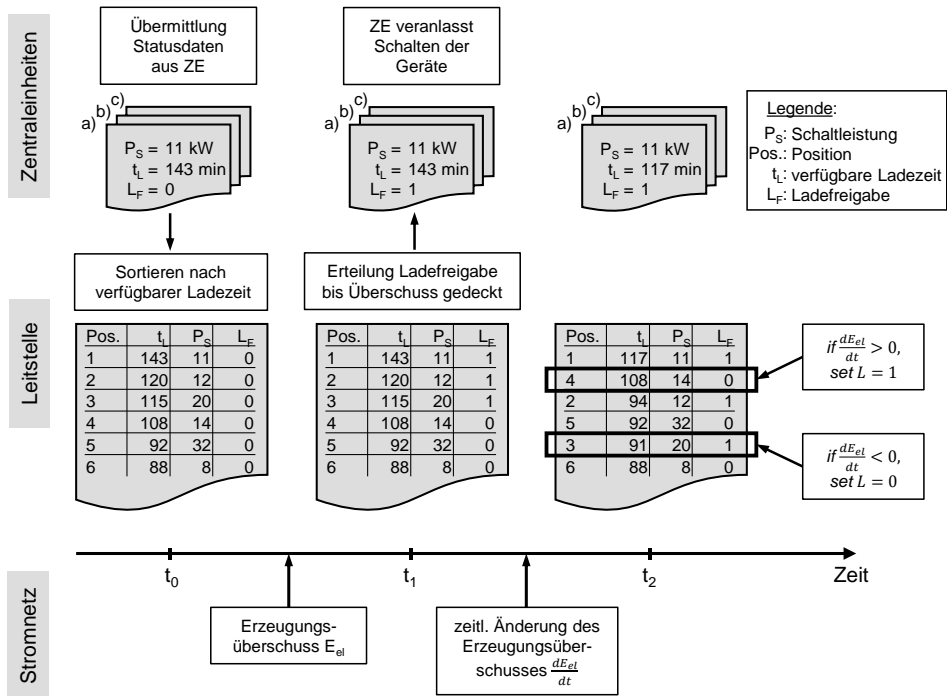 Zentraleinheiten
Übermittlung
Statusdaten
aus ZE
ZE veranlasst
Schalten der
Geräte
a) b) c)
P_S = 11 kW
t_L = 143 min
L_F = 0
a) b) c)
P_S = 11 kW
t_L = 143 min
L_F = 1
a) b) c)
P_S = 11 kW
t_L = 117 min
L_F = 1
Legende:
P_S: Schaltleistung
Pos.: Position
t_L: verfügbare Ladezeit
L_F: Ladefreigabe
Leitstelle
Sortieren nach
verfügbarer Ladezeit
Erteilung Ladefreigabe
bis Überschuss gedeckt
Pos. t_L P_S L_F
1 143 11 0
2 120 12 0
3 115 20 0
4 108 14 0
5 92 32 0
6 88 8 0
Pos. t_L P_S L_F
1 143 11 1
2 120 12 1
3 115 20 1
4 108 14 0
5 92 32 0
6 88 8 0
Pos. t_L P_S L_F
1 117 11 1
4 108 14 0
2 94 12 1
5 92 32 0
3 91 20 1
6 88 8 0
if dE_el/dt > 0,
set L = 1
if dE_el/dt < 0,
set L = 0
Stromnetz
t_0
t_1
t_2
Zeit
Erzeugungs-
überschuss E_el
zeitl. Änderung des
Erzeugungsüber-
schusses dE_el/dt